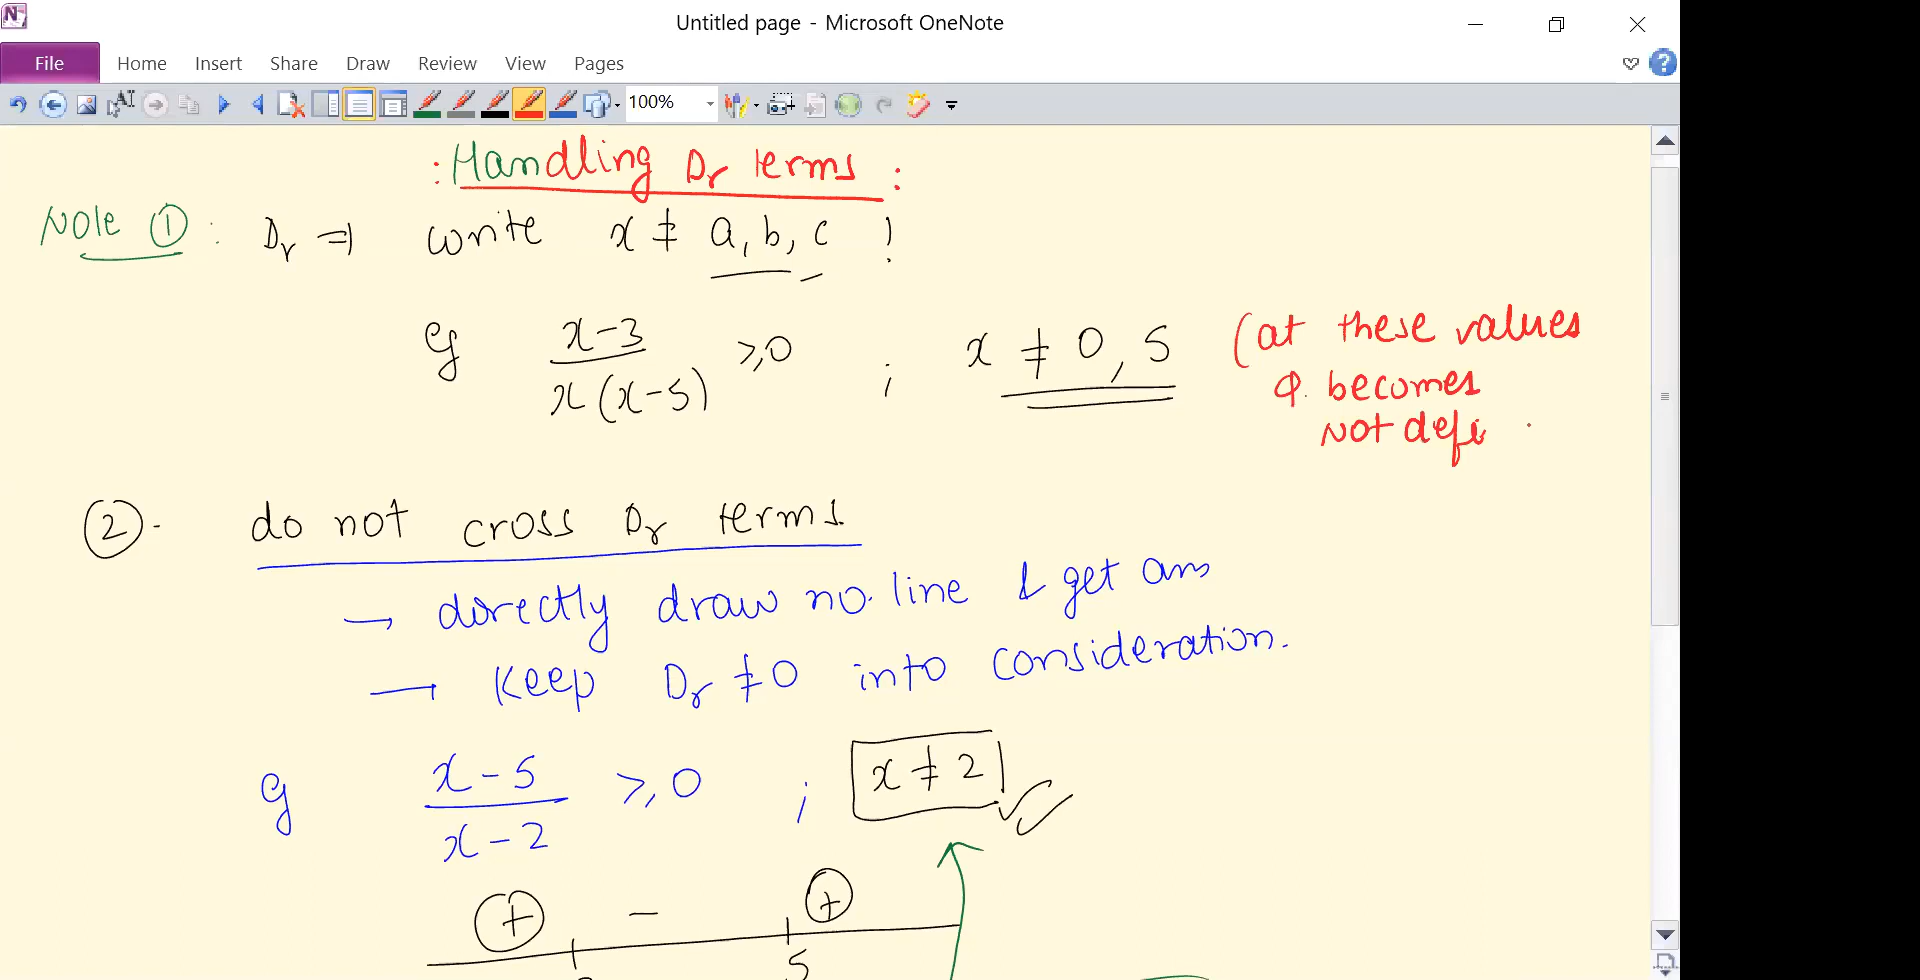 Untitled page - Microsoft OneNote
File Home Insert Share Draw Review View Pages
100%
: Handling Dr terms :
Note ① : Dr ⇒ write x ≠ a, b, c !
eg (x-3)/(x(x-5)) ≥ 0 ; x ≠ 0, 5 (at these values
Q. becomes
Not defi
② . do not cross Dr terms
→ directly draw no. line & get ans
→ Keep Dr ≠ 0 into consideration.
eg (x-5)/(x-2) ≥ 0 ; x ≠ 2
+ - +
5